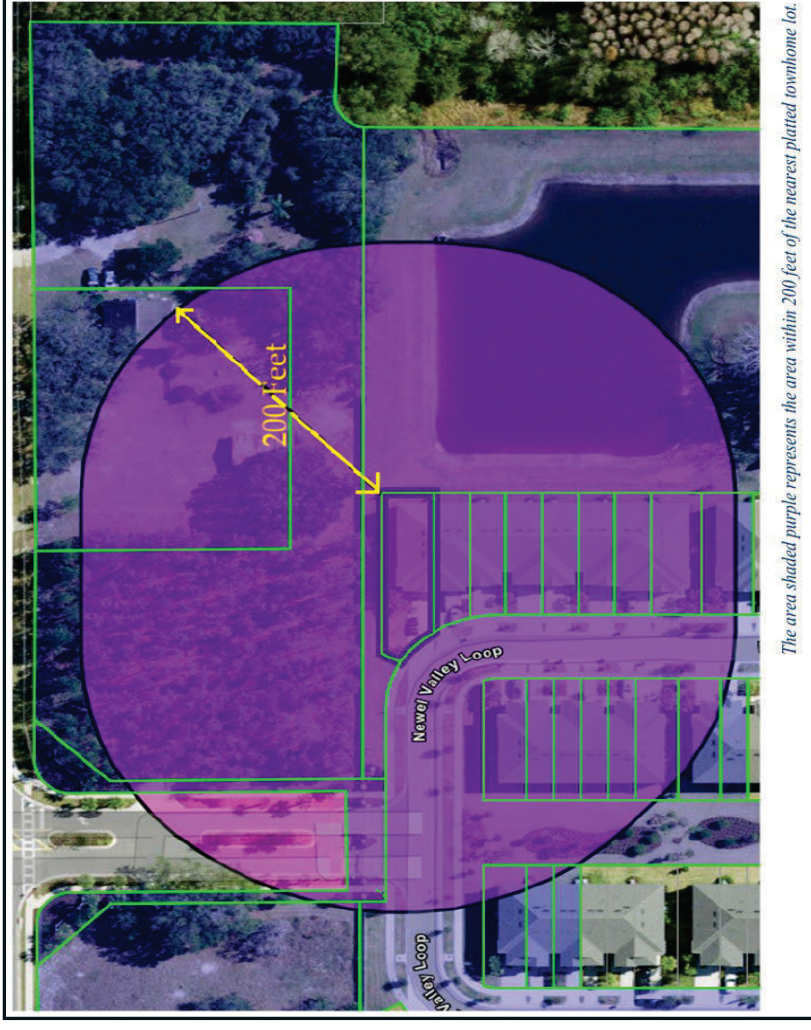 200 Feet
Newel Valley Loop
Valley Loop
The area shaded purple represents the area within 200 feet of the nearest platted townhome lot.